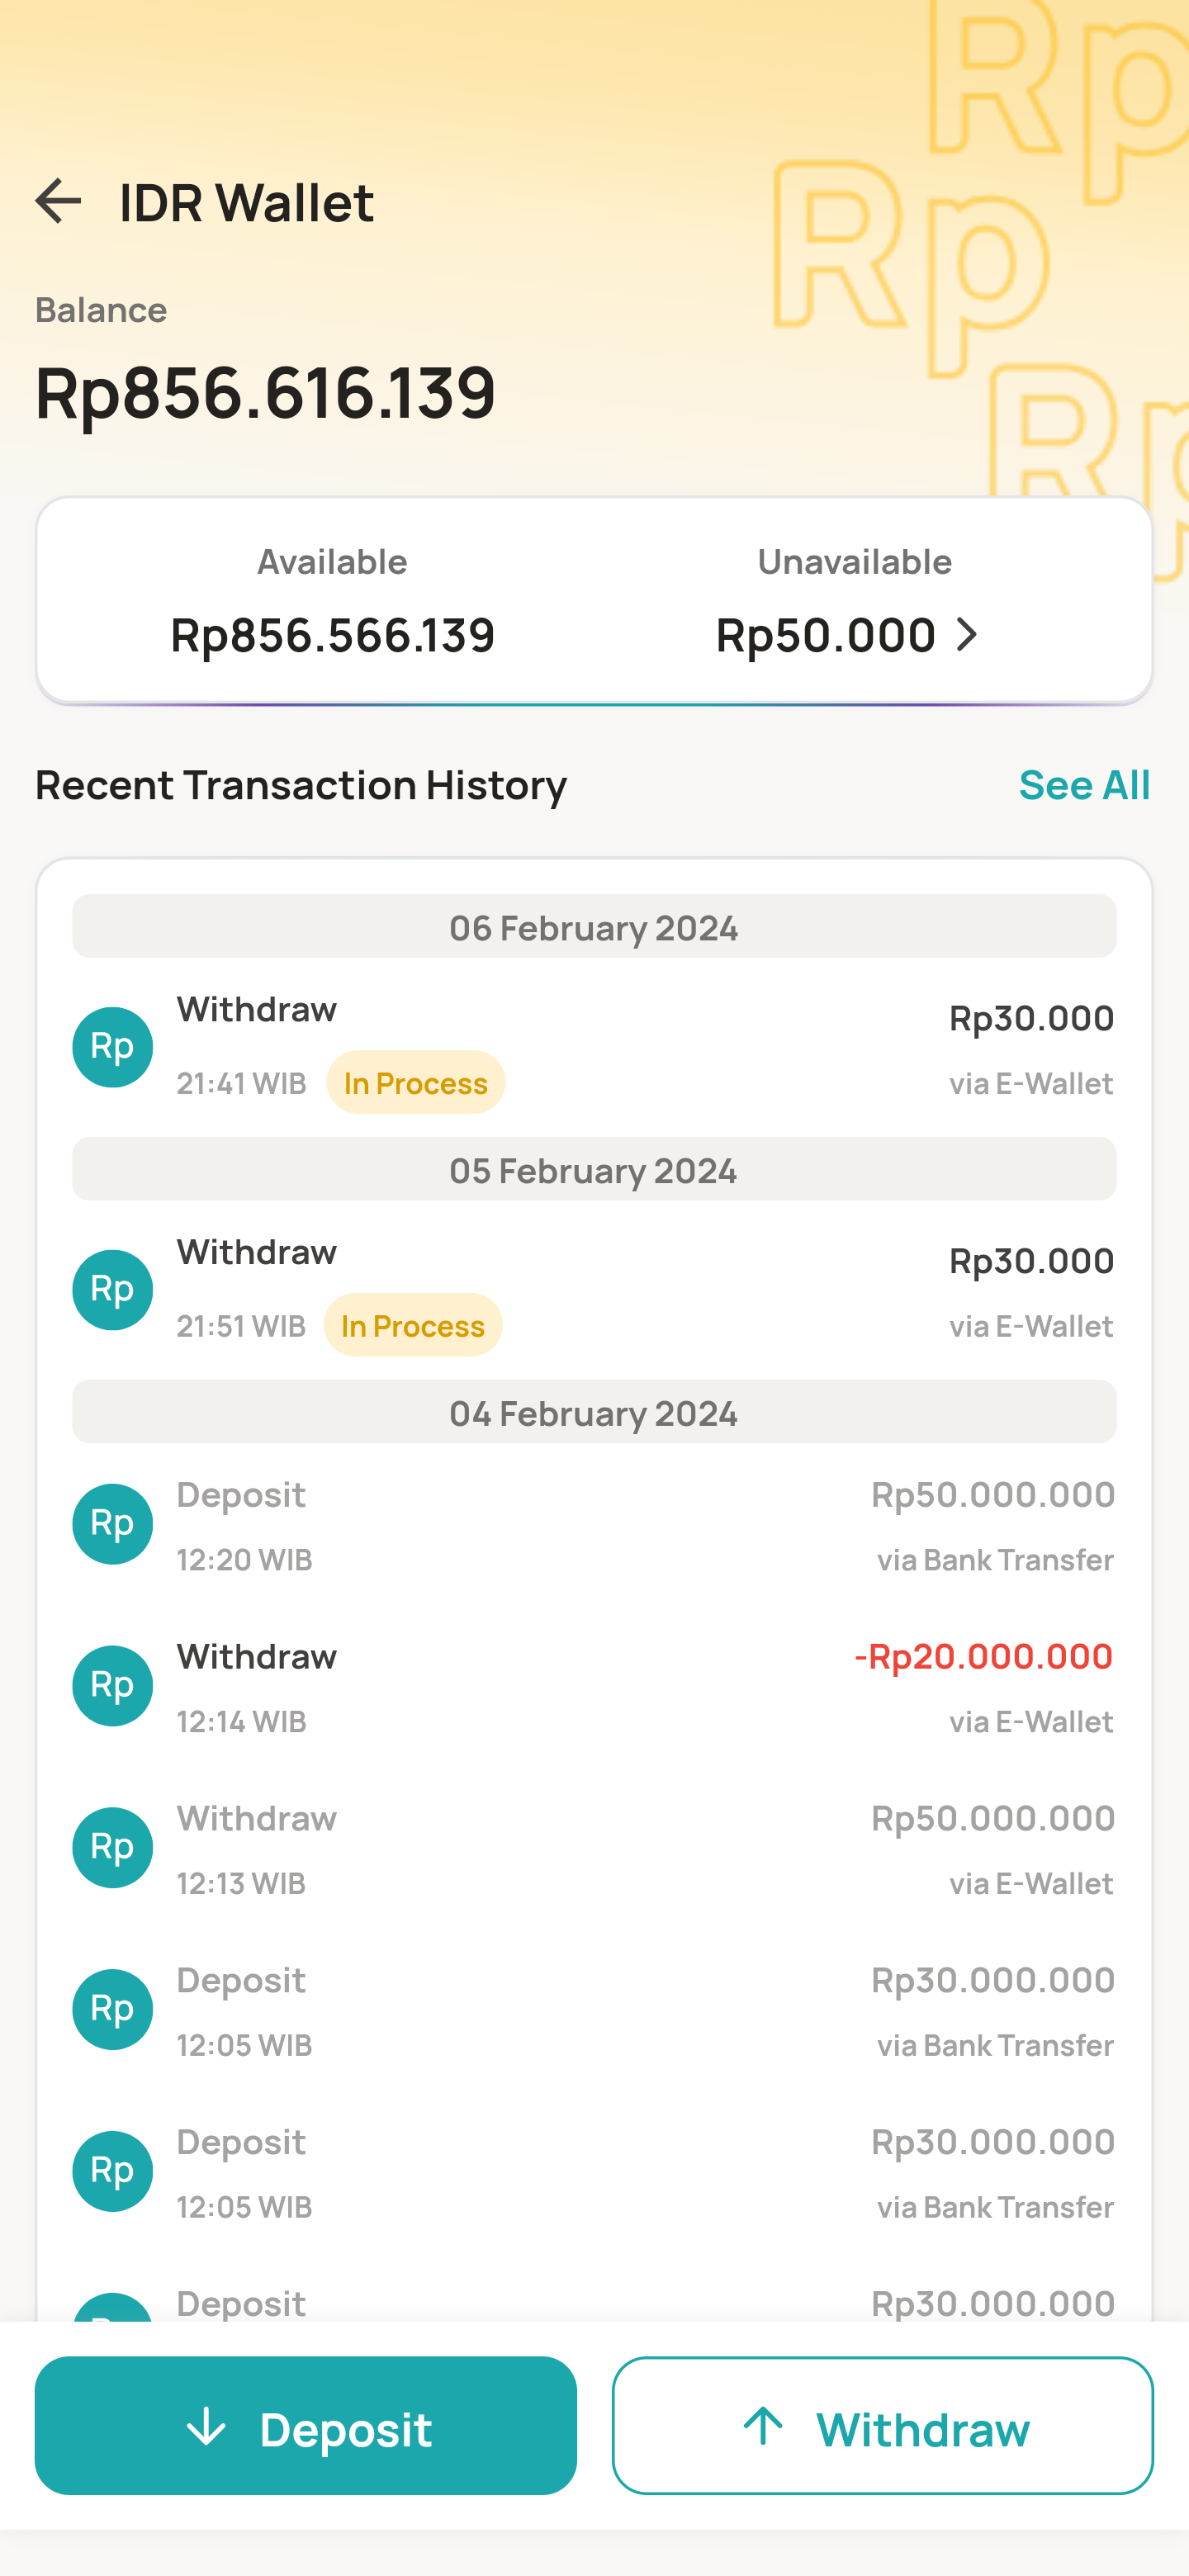 Rp
Rp
Rp
IDR Wallet
Balance
Rp856.616.139
Available
Unavailable
Rp856.566.139
Rp50.000
Recent Transaction History
See All
06 February 2024
Rp
Withdraw
Rp30.000
21:41 WIB
In Process
via E-Wallet
05 February 2024
Rp
Withdraw
Rp30.000
21:51 WIB
In Process
via E-Wallet
04 February 2024
Rp
Deposit
Rp50.000.000
12:20 WIB
via Bank Transfer
Rp
Withdraw
-Rp20.000.000
12:14 WIB
via E-Wallet
Rp
Withdraw
Rp50.000.000
12:13 WIB
via E-Wallet
Rp
Deposit
Rp30.000.000
12:05 WIB
via Bank Transfer
Rp
Deposit
Rp30.000.000
12:05 WIB
via Bank Transfer
Deposit
Rp30.000.000
Deposit
Withdraw